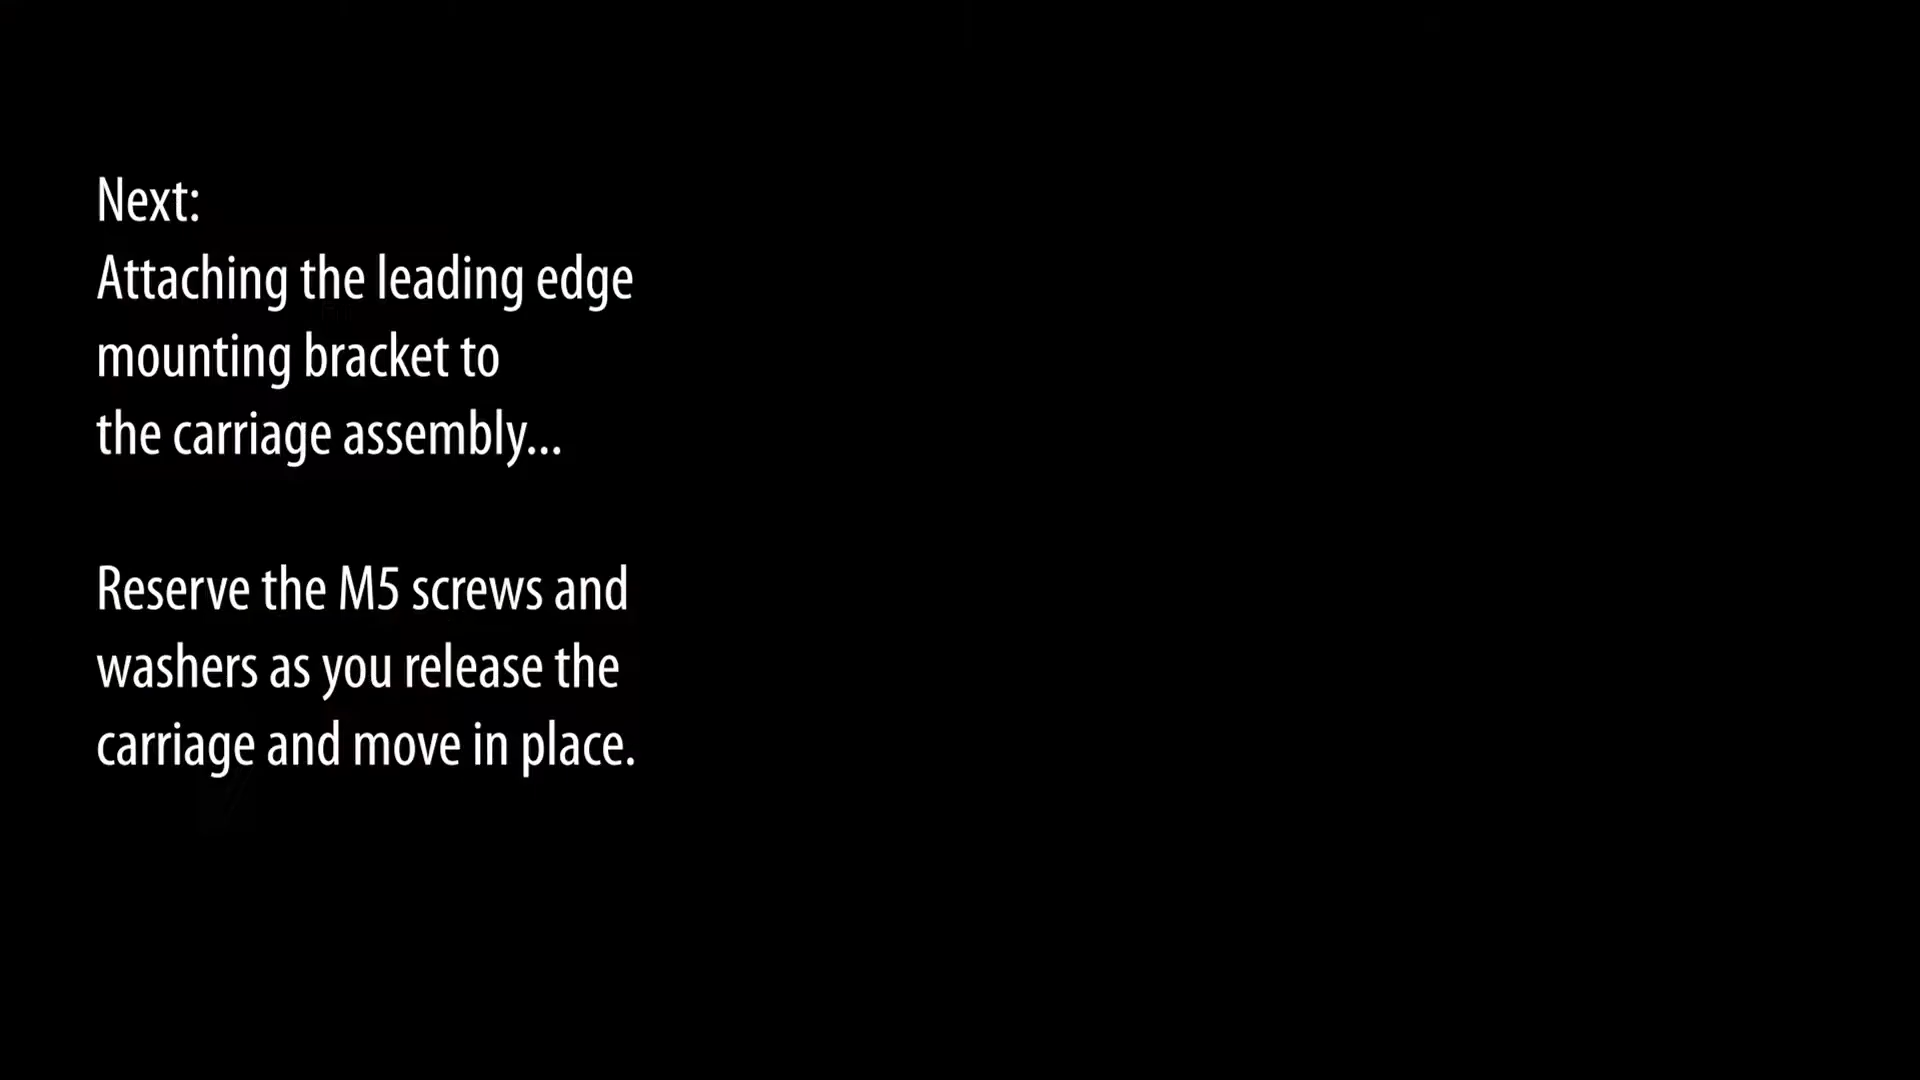 Next:
Attaching the leading edge
mounting bracket to
the carriage assembly...
Reserve the M5 screws and
washers as you release the
carriage and move in place.